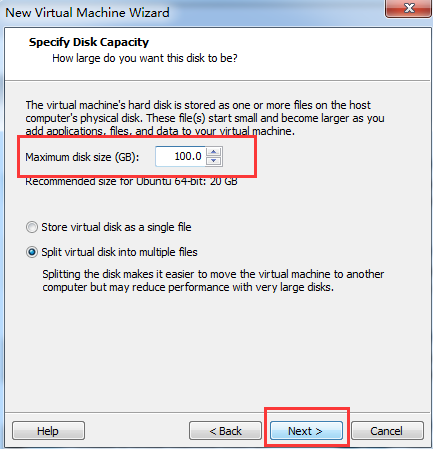 New Virtual Machine Wizard
Specify Disk Capacity
How large do you want this disk to be?
The virtual machine's hard disk is stored as one or more files on the host
computer's physical disk. These file(s) start small and become larger as you
add applications, files, and data to your virtual machine.
Maximum disk size (GB): 100.0
Recommended size for Ubuntu 64-bit: 20 GB
Store virtual disk as a single file
Split virtual disk into multiple files
Splitting the disk makes it easier to move the virtual machine to another
computer but may reduce performance with very large disks.
Help < Back Next > Cancel